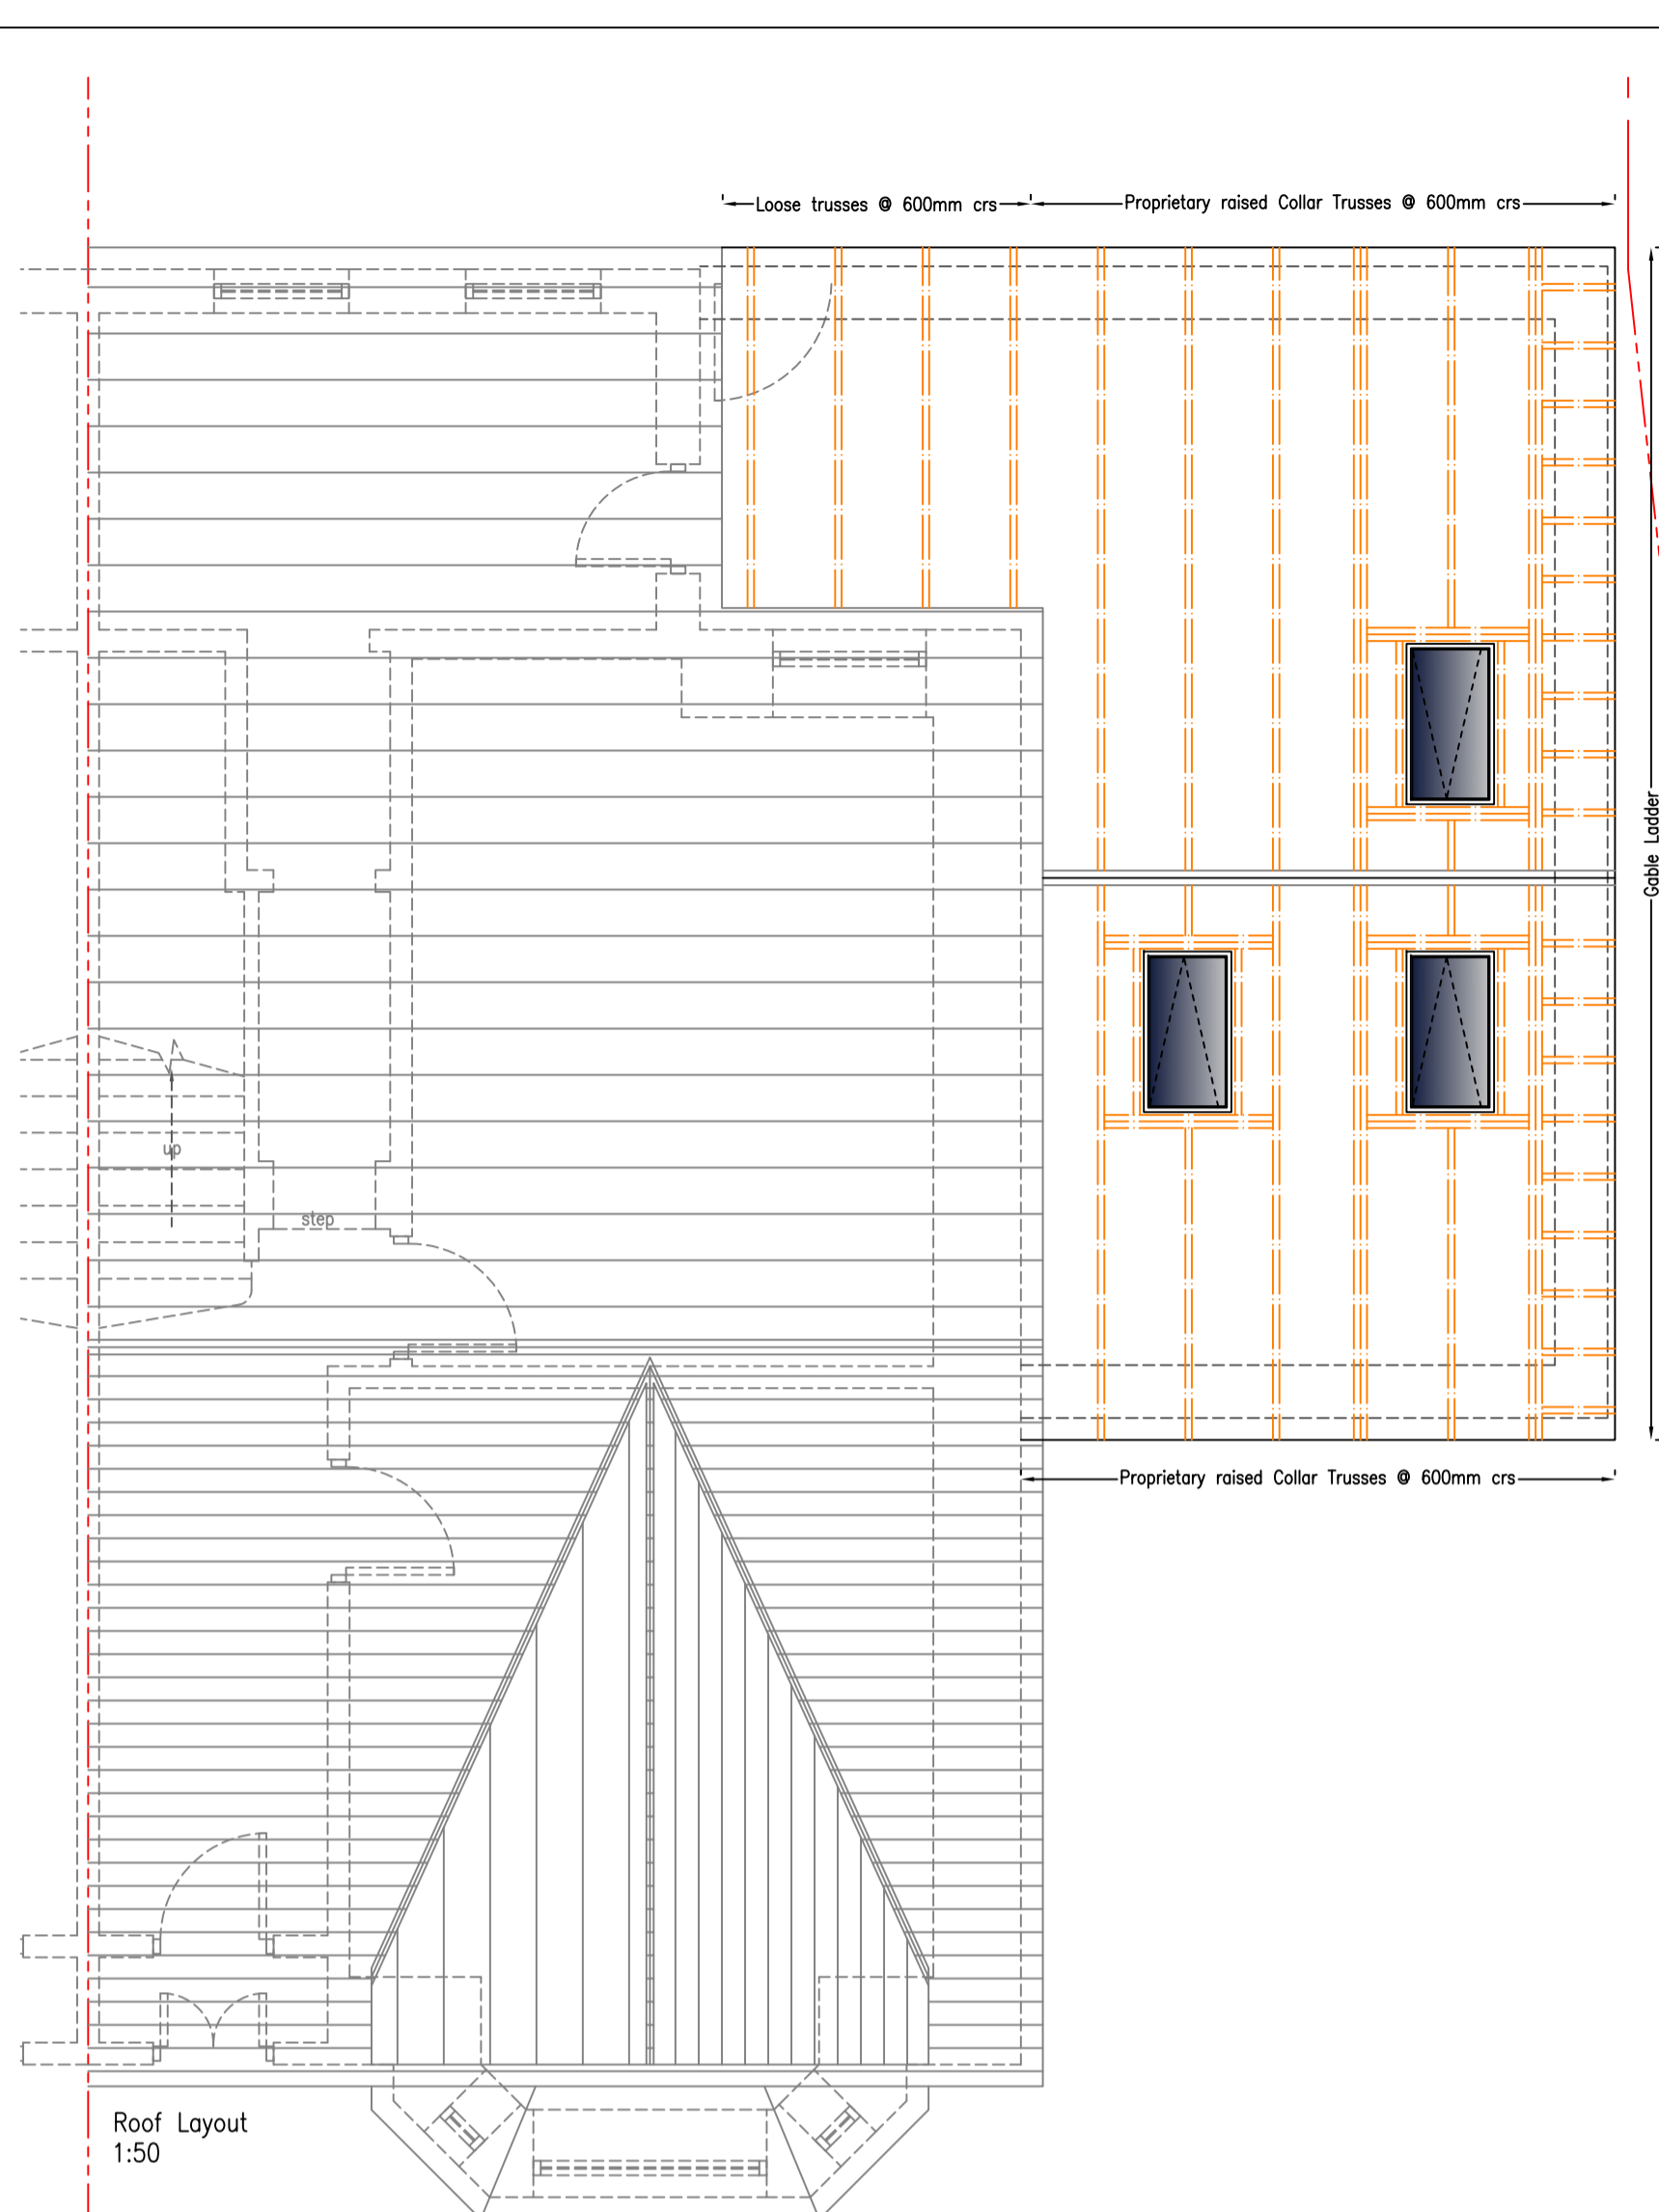 Loose trusses @ 600mm crs
Proprietary raised Collar Trusses @ 600mm crs
Gable Ladder
up
step
Proprietary raised Collar Trusses @ 600mm crs
Roof Layout
1:50